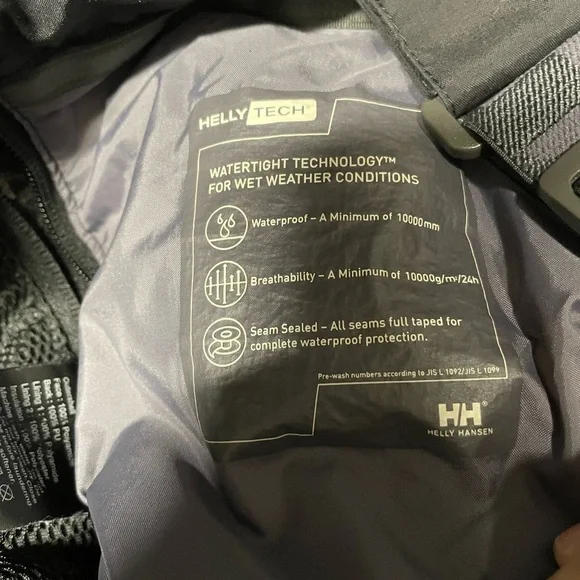 HELLY TECH®
WATERTIGHT TECHNOLOGY™
FOR WET WEATHER CONDITIONS
Waterproof – A Minimum of 10000mm
Breathability – A Minimum of 10000g/m²/24h
Seam Sealed – All seams full taped for
complete waterproof protection.
Pre-wash numbers according to JIS L 1092/JIS L 1099
HH®
HELLY HANSEN